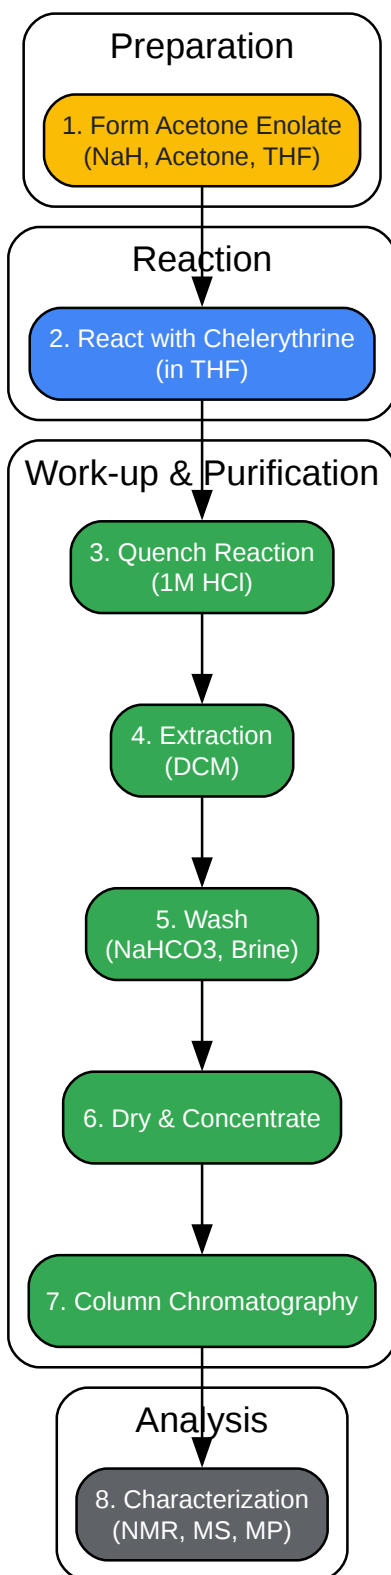 Preparation
1. Form Acetone Enolate
(NaH, Acetone, THF)
Reaction
2. React with Chelerythrine
(in THF)
Work-up & Purification
3. Quench Reaction
(1M HCl)
4. Extraction
(DCM)
5. Wash
(NaHCO3, Brine)
6. Dry & Concentrate
7. Column Chromatography
Analysis
8. Characterization
(NMR, MS, MP)